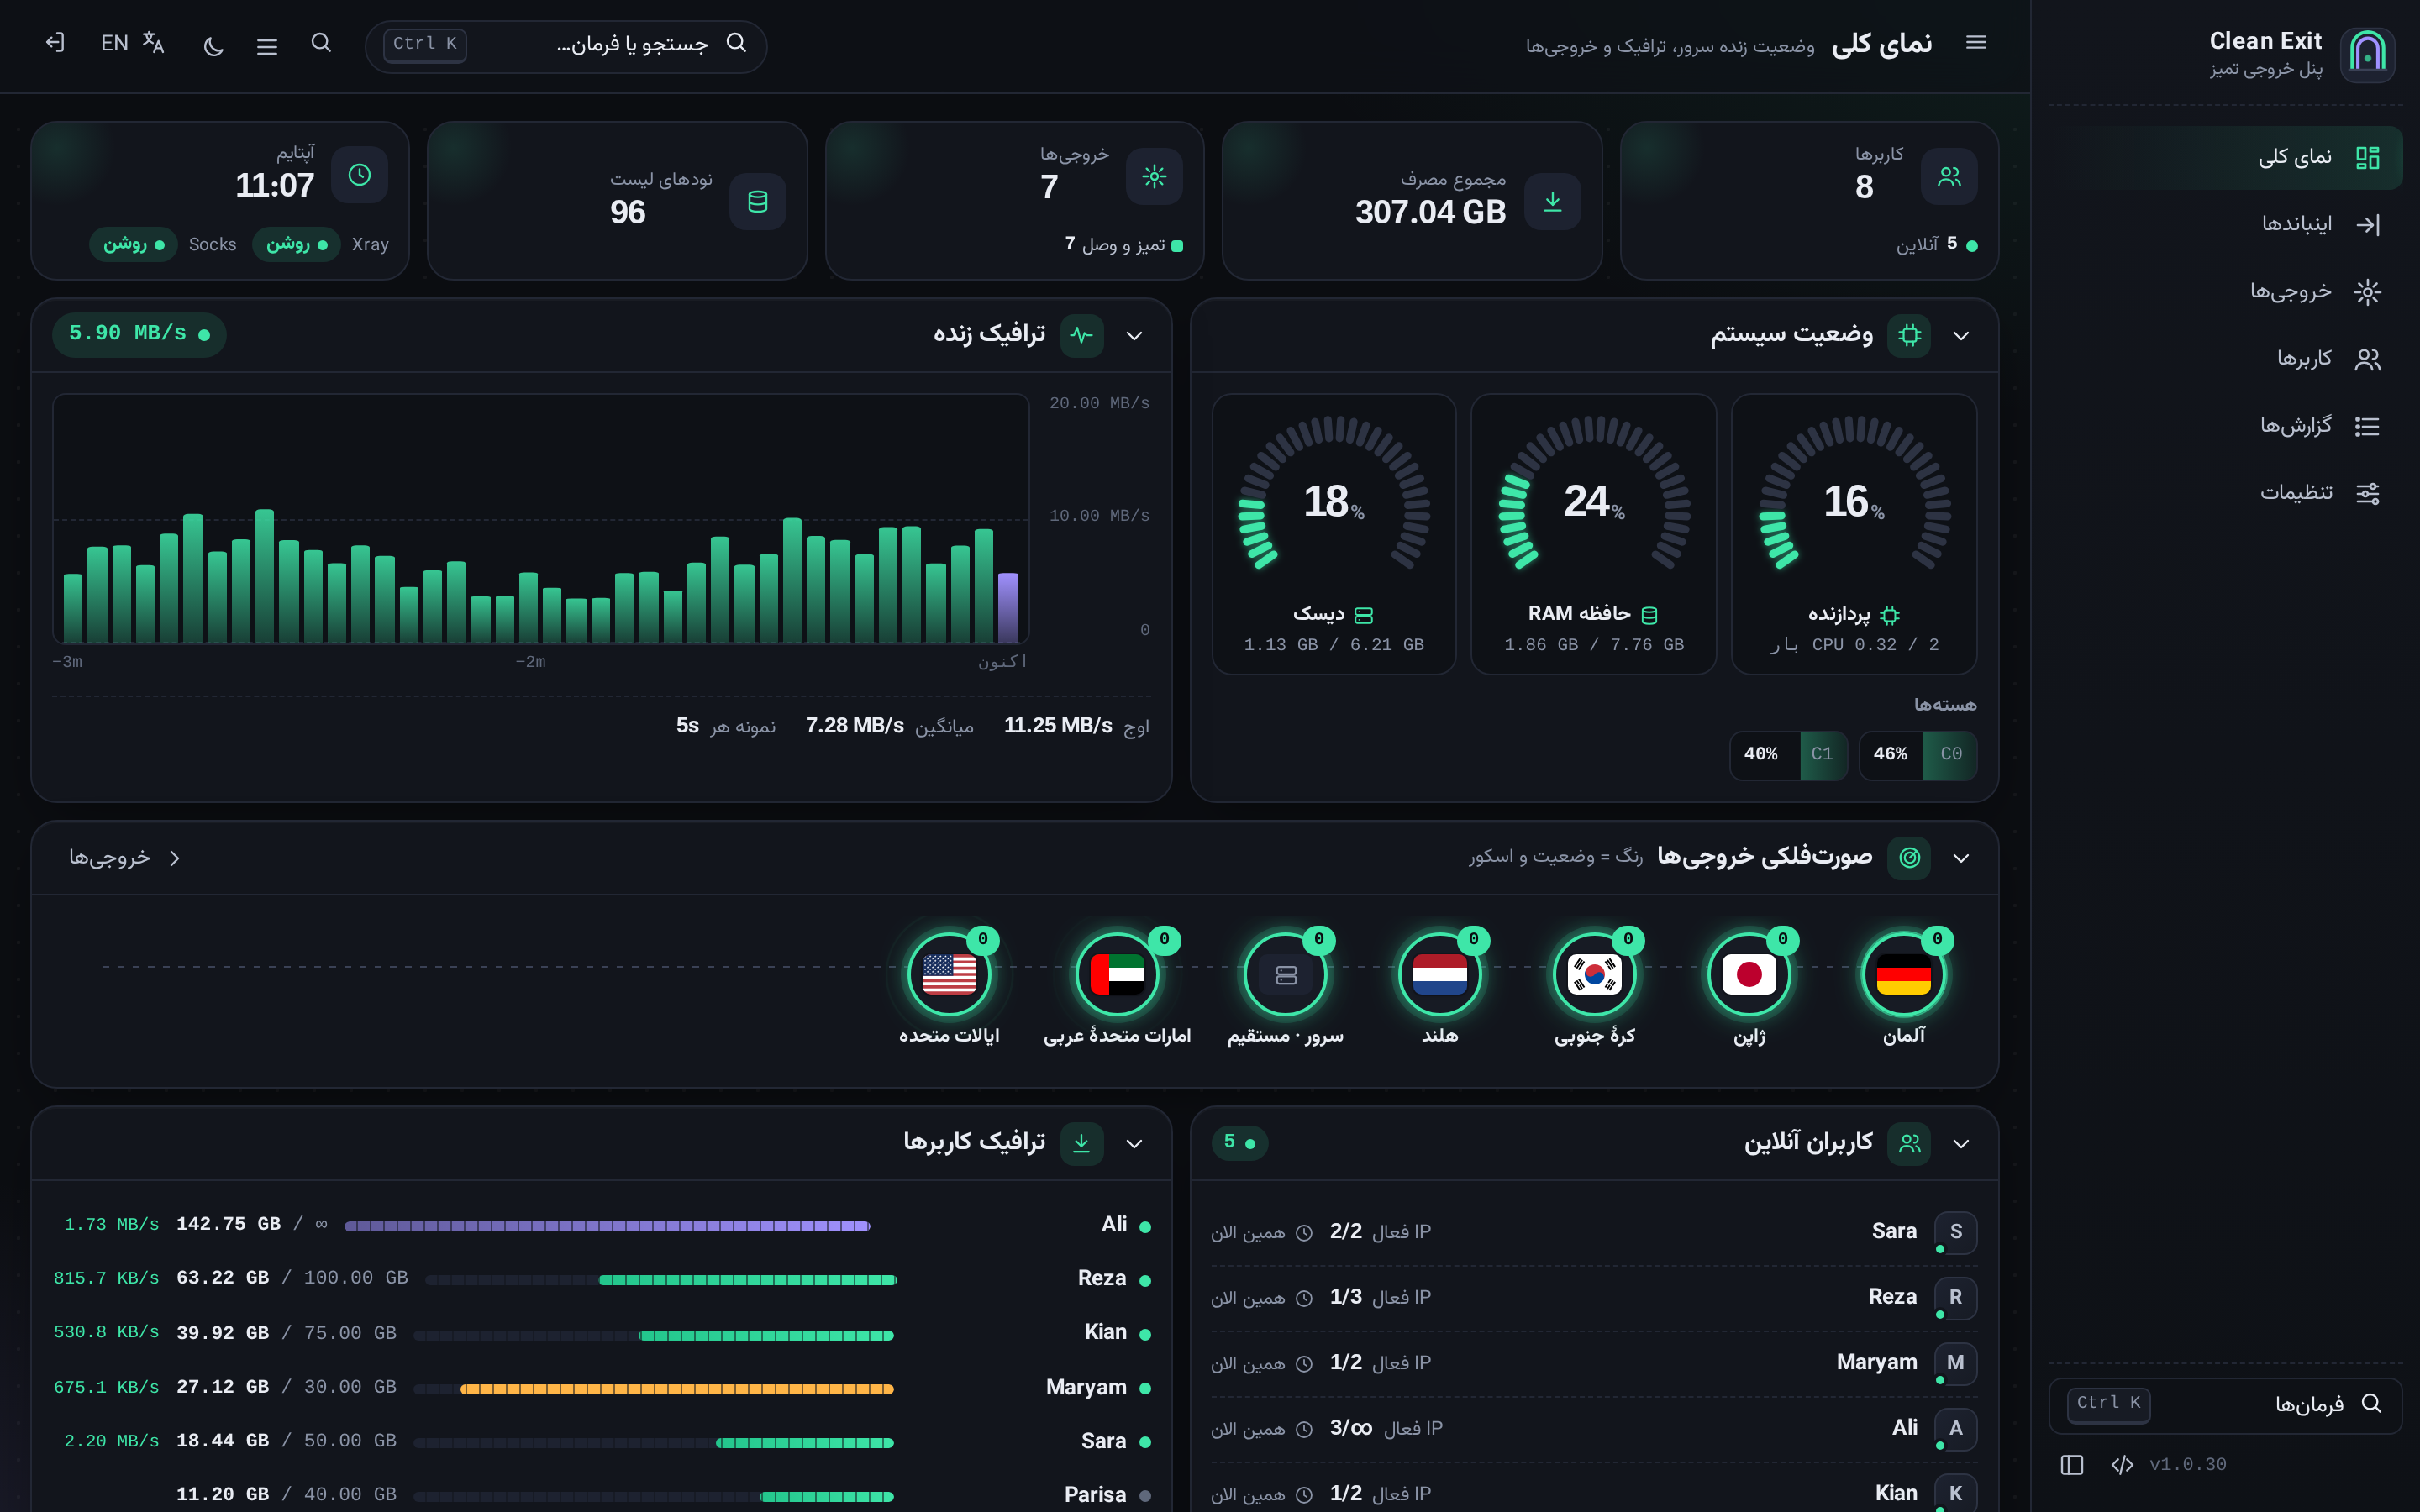 Clean Exit
پنل خروجی تمیز
نمای کلی
اینباندها
خروجی‌ها
کاربرها
گزارش‌ها
تنظیمات
فرمان‌ها Ctrl K
v1.0.30
نمای کلی وضعیت زنده سرور، ترافیک و خروجی‌ها
جستجو یا فرمان... Ctrl K
EN
کاربرها
8
5 آنلاین
مجموع مصرف
307.04 GB
خروجی‌ها
7
تمیز و وصل 7
نودهای لیست
96
آپتایم
11:07
Xray روشن Socks روشن
وضعیت سیستم
16%
پردازنده
بار CPU 0.32 / 2
24%
حافظه RAM
1.86 GB / 7.76 GB
18%
دیسک
1.13 GB / 6.21 GB
هسته‌ها
C0 46% C1 40%
ترافیک زنده
5.90 MB/s
20.00 MB/s
10.00 MB/s
0
−3m −2m اکنون
اوج 11.25 MB/s میانگین 7.28 MB/s نمونه هر 5s
صورت‌فلکی خروجی‌ها رنگ = وضعیت و اسکور
خروجی‌ها
0 0 0 0 0 0 0
آلمان
ژاپن
کرهٔ جنوبی
هلند
سرور · مستقیم
امارات متحدهٔ عربی
ایالات متحده
کاربران آنلاین
5
S Sara IP فعال 2/2 همین الان
R Reza IP فعال 1/3 همین الان
M Maryam IP فعال 1/2 همین الان
A Ali IP فعال 3/∞ همین الان
K Kian IP فعال 1/2 همین الان
ترافیک کاربرها
Ali 142.75 GB / ∞ 1.73 MB/s
Reza 63.22 GB / 100.00 GB 815.7 KB/s
Kian 39.92 GB / 75.00 GB 530.8 KB/s
Maryam 27.12 GB / 30.00 GB 675.1 KB/s
Sara 18.44 GB / 50.00 GB 2.20 MB/s
Parisa 11.20 GB / 40.00 GB